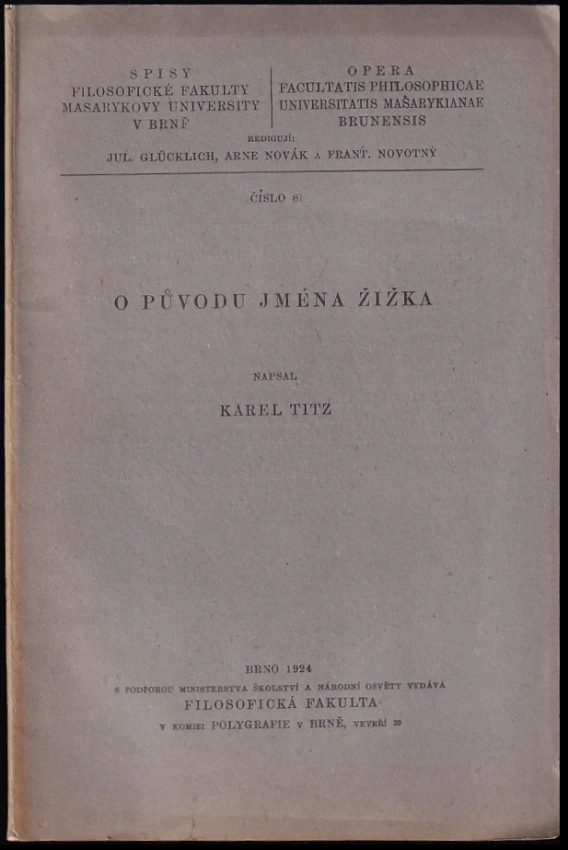 SPISY
FILOSOFICKÉ FAKULTY
MASARYKOVY UNIVERSITY
V BRNĚ
OPERA
FACULTATIS PHILOSOPHICAE
UNIVERSITATIS MASARYKIANAE
BRUNENSIS
REDIGUJÍ:
JUL. GLÜCKLICH, ARNE NOVÁK A FRANT. NOVOTNÝ
ČÍSLO 8
O PŮVODU JMÉNA ŽIŽKA
NAPSAL
KAREL TITZ
BRNO 1924
S PODPOROU MINISTERSTVA ŠKOLSTVÍ A NÁRODNÍ OSVĚTY VYDÁVÁ
FILOSOFICKÁ FAKULTA
V KOMISI POLYGRAFIE V BRNĚ, VEVEŘÍ 39